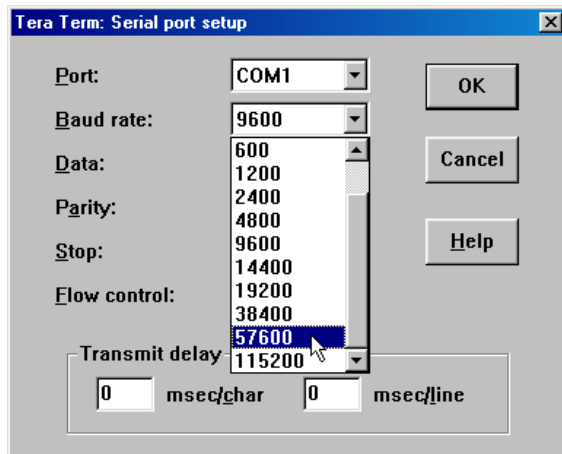 Tera Term: Serial port setup
Port: COM1 OK
Baud rate: 9600
600
Data: Cancel
1200
2400
Parity:
4800
9600 Help
Stop:
14400
Flow control: 19200
38400
57600
Transmit delay 115200
0 msec/char 0 msec/line